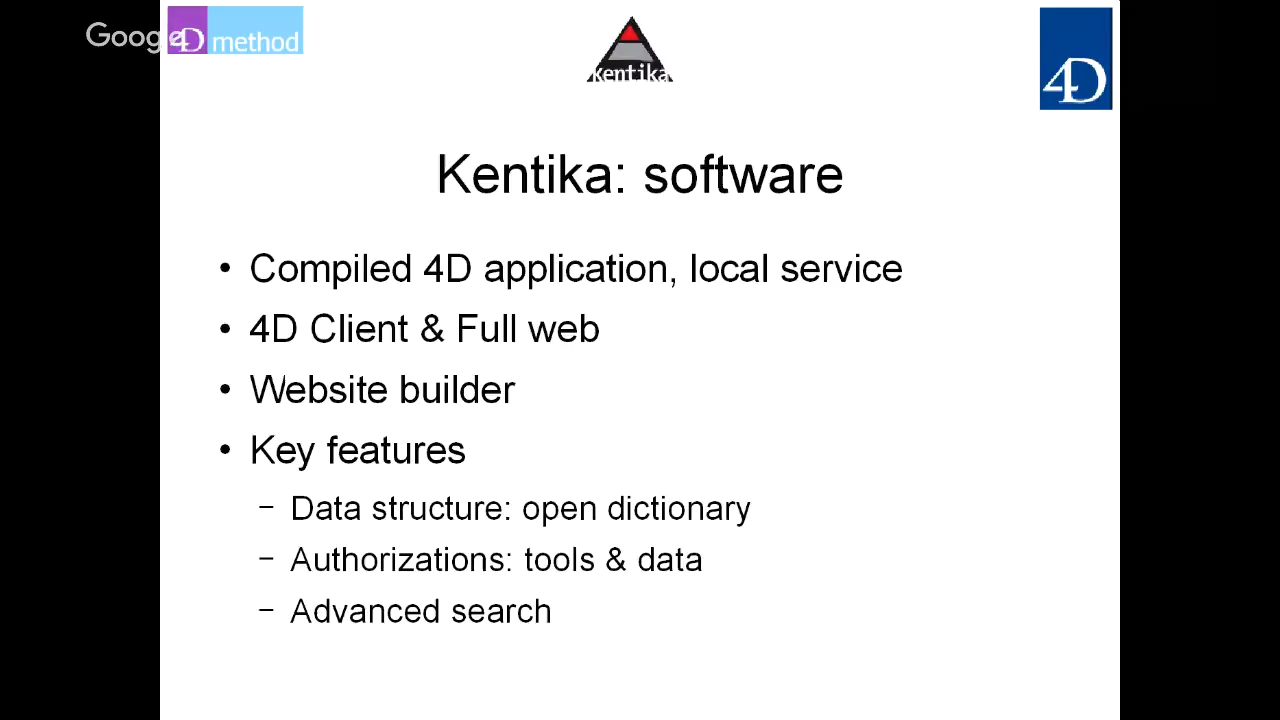 Google
4D method
kentika
4D
Kentika: software
• Compiled 4D application, local service
• 4D Client & Full web
• Website builder
• Key features
– Data structure: open dictionary
– Authorizations: tools & data
– Advanced search